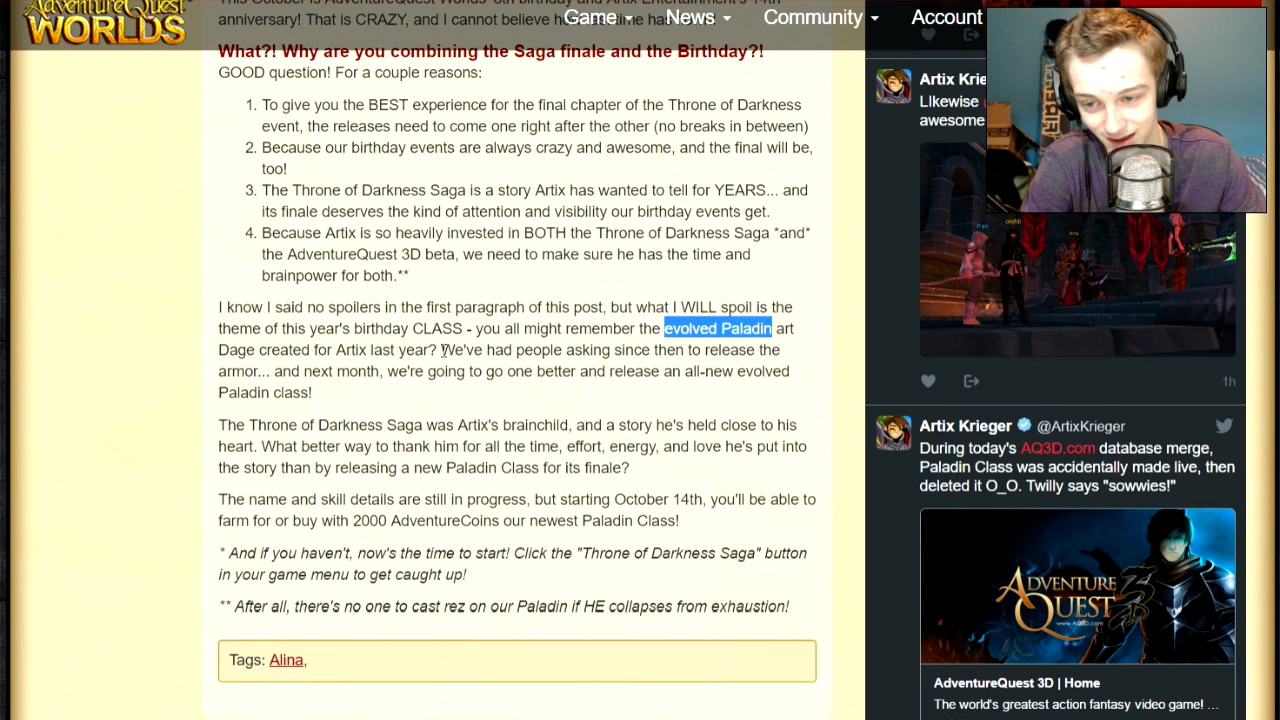 AdventureQuest
WORLDS
Game
News
Community
Account
anniversary! That is CRAZY, and I cannot believe
What?! Why are you combining the Saga finale and the Birthday?!
GOOD question! For a couple reasons:
1. To give you the BEST experience for the final chapter of the Throne of Darkness
event, the releases need to come one right after the other (no breaks in between)
2. Because our birthday events are always crazy and awesome, and the final will be,
too!
3. The Throne of Darkness Saga is a story Artix has wanted to tell for YEARS... and
its finale deserves the kind of attention and visibility our birthday events get.
4. Because Artix is so heavily invested in BOTH the Throne of Darkness Saga *and*
the AdventureQuest 3D beta, we need to make sure he has the time and
brainpower for both.**
I know I said no spoilers in the first paragraph of this post, but what I WILL spoil is the
theme of this year's birthday CLASS - you all might remember the evolved Paladin art
Dage created for Artix last year? We've had people asking since then to release the
armor... and next month, we're going to go one better and release an all-new evolved
Paladin class!
The Throne of Darkness Saga was Artix's brainchild, and a story he's held close to his
heart. What better way to thank him for all the time, effort, energy, and love he's put into
the story than by releasing a new Paladin Class for its finale?
The name and skill details are still in progress, but starting October 14th, you'll be able to
farm for or buy with 2000 AdventureCoins our newest Paladin Class!
* And if you haven't, now's the time to start! Click the "Throne of Darkness Saga" button
in your game menu to get caught up!
** After all, there's no one to cast rez on our Paladin if HE collapses from exhaustion!
Tags: Alina,
Artix Krie
LIkewise
awesome
1h
Artix Krieger @ArtixKrieger
During today's AQ3D.com database merge,
Paladin Class was accidentally made live, then
deleted it O_O. Twilly says "sowwies!"
ADVENTURE
QUEST 3D
www.AQ3D.com
AdventureQuest 3D | Home
The world's greatest action fantasy video game! ...